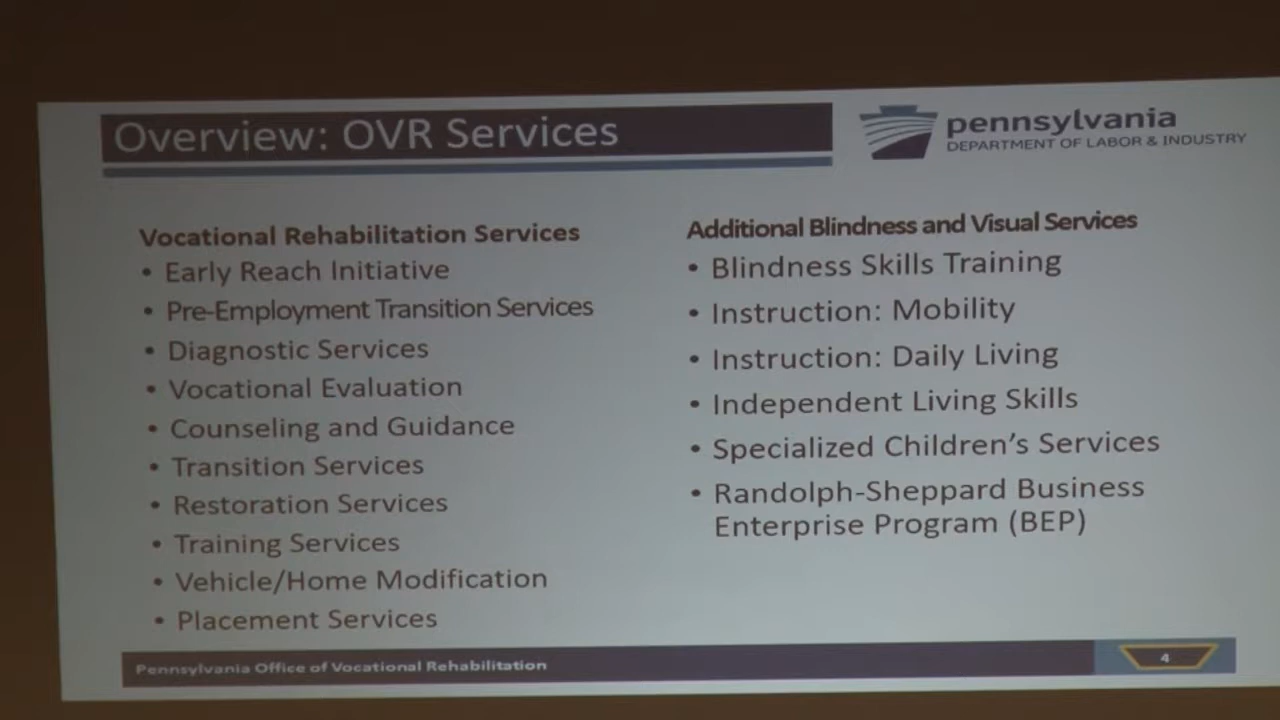 Overview: OVR Services
pennsylvania
DEPARTMENT OF LABOR & INDUSTRY
Vocational Rehabilitation Services
• Early Reach Initiative
• Pre-Employment Transition Services
• Diagnostic Services
• Vocational Evaluation
• Counseling and Guidance
• Transition Services
• Restoration Services
• Training Services
• Vehicle/Home Modification
• Placement Services
Additional Blindness and Visual Services
• Blindness Skills Training
• Instruction: Mobility
• Instruction: Daily Living
• Independent Living Skills
• Specialized Children’s Services
• Randolph-Sheppard Business
Enterprise Program (BEP)
Pennsylvania Office of Vocational Rehabilitation
4